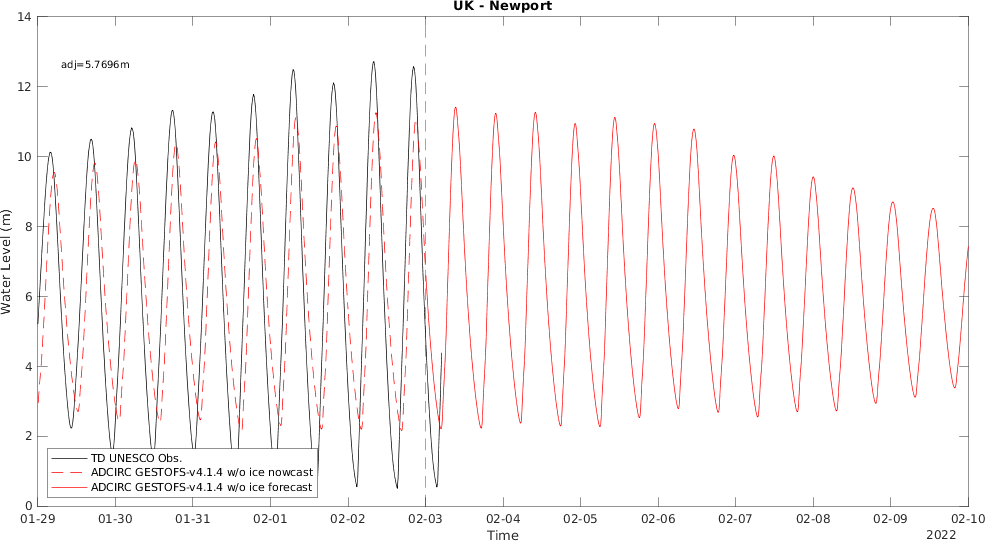 UK - Newport
14
12
10
8
6
4
2
0
Water Level (m)
adj=5.7696m
TD UNESCO Obs.
ADCIRC GESTOFS-v4.1.4 w/o ice nowcast
ADCIRC GESTOFS-v4.1.4 w/o ice forecast
01-29 01-30 01-31 02-01 02-02 02-03 02-04 02-05 02-06 02-07 02-08 02-09 02-10
Time
2022